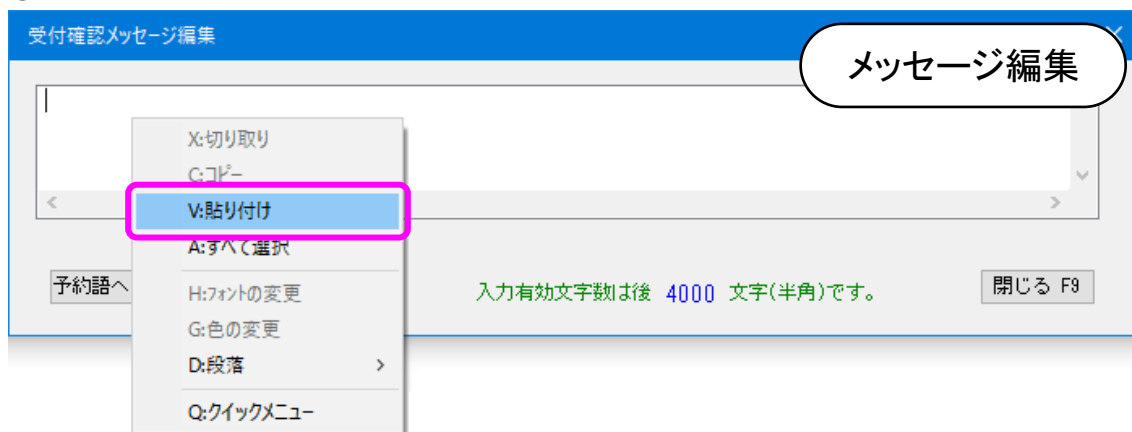 受付確認メッセージ編集
メッセージ編集
X:切り取り
C:コピー
V:貼り付け
A:すべて選択
予約語へ
H:フォントの変更
入力有効文字数は後 4000 文字(半角)です。
閉じる F9
G:色の変更
D:段落
Q:クイックメニュー